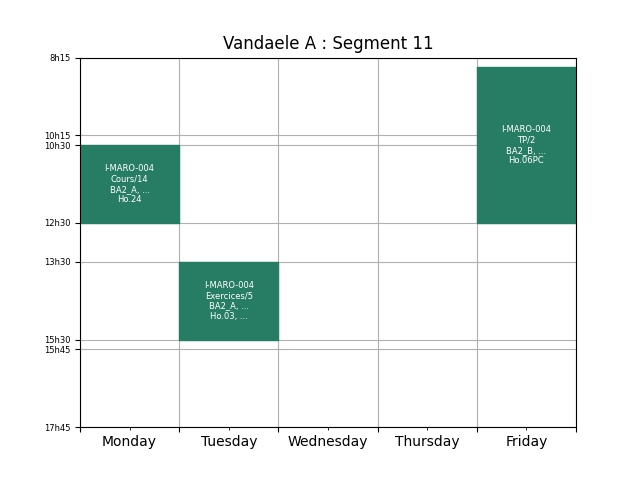 Vandaele A : Segment 11
8h15
10h15
10h30
12h30
13h30
15h30
15h45
17h45
I-MARO-004
Cours/14
BA2_A, ...
Ho.24
I-MARO-004
Exercices/5
BA2_A, ...
Ho.03, ...
I-MARO-004
TP/2
BA2_B, ...
Ho.06PC
Monday
Tuesday
Wednesday
Thursday
Friday